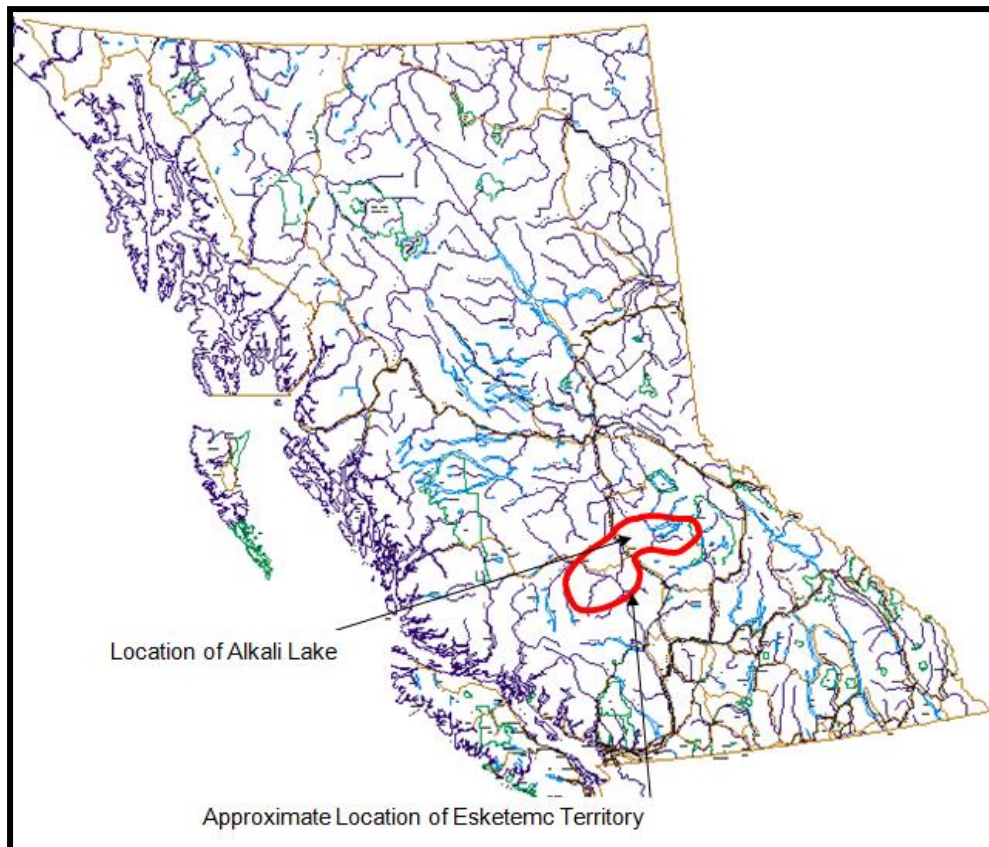 Location of Alkali Lake
Approximate Location of Esketemc Territory